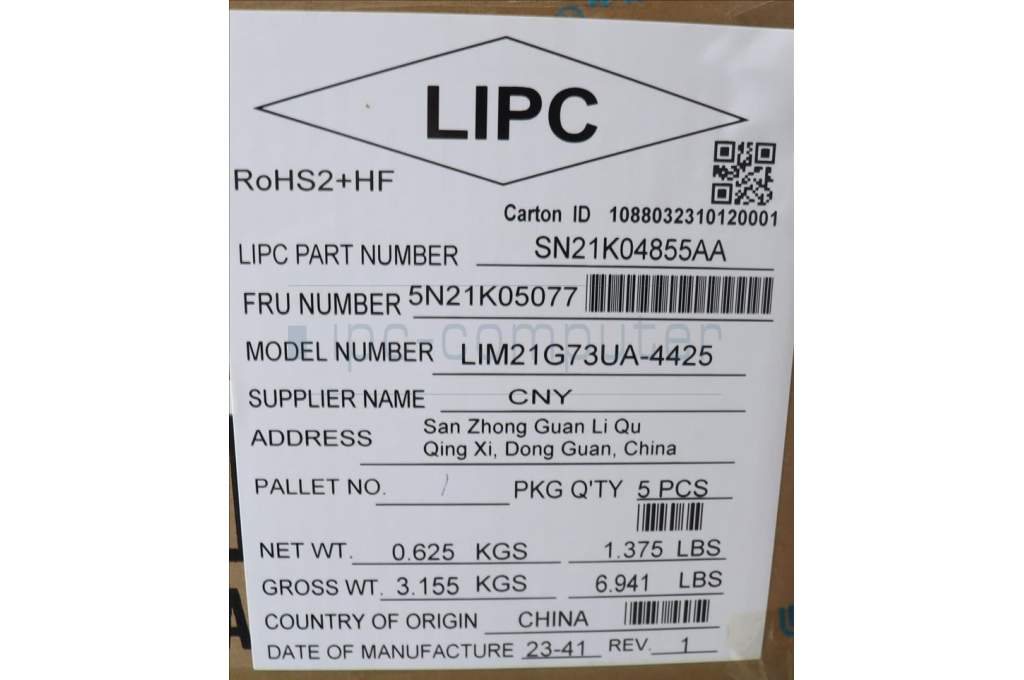 LIPC
RoHS2+HF
Carton ID 1088032310120001
LIPC PART NUMBER SN21K04855AA
FRU NUMBER 5N21K05077
ipc-computer
MODEL NUMBER LIM21G73UA-4425
SUPPLIER NAME CNY
ADDRESS San Zhong Guan Li Qu
Qing Xi, Dong Guan, China
PALLET NO. / PKG Q'TY 5 PCS
NET WT. 0.625 KGS 1.375 LBS
GROSS WT. 3.155 KGS 6.941 LBS
COUNTRY OF ORIGIN CHINA
DATE OF MANUFACTURE 23-41 REV. 1